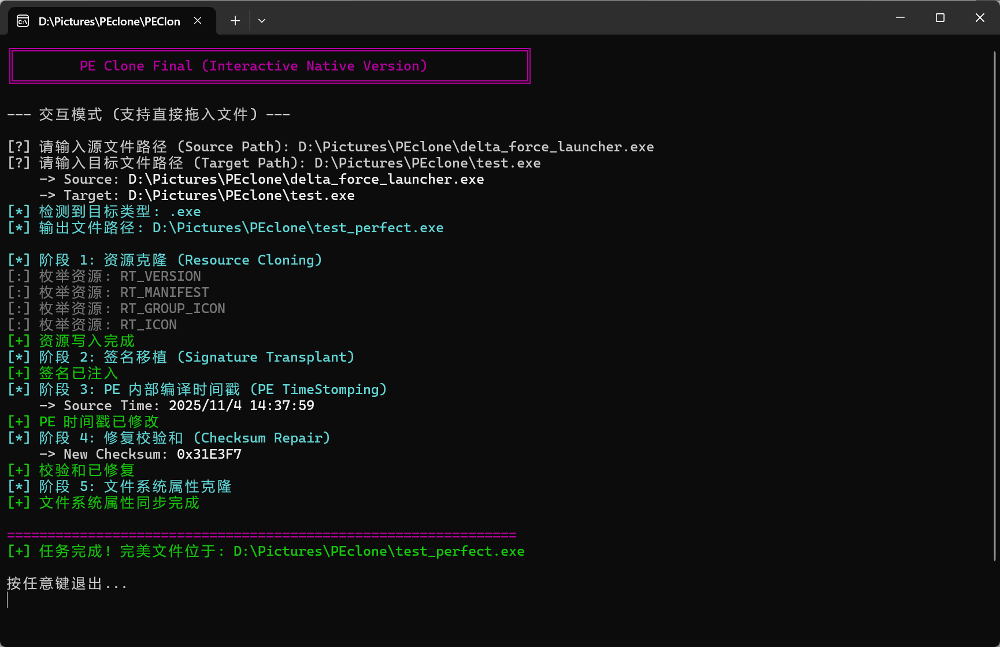 D:\Pictures\PEclone\PEClon
PE Clone Final (Interactive Native Version)
--- 交互模式 (支持直接拖入文件) ---
[?] 请输入源文件路径 (Source Path): D:\Pictures\PEclone\delta_force_launcher.exe
[?] 请输入目标文件路径 (Target Path): D:\Pictures\PEclone\test.exe
-> Source: D:\Pictures\PEclone\delta_force_launcher.exe
-> Target: D:\Pictures\PEclone\test.exe
[*] 检测到目标类型: .exe
[*] 输出文件路径: D:\Pictures\PEclone\test_perfect.exe
[*] 阶段 1: 资源克隆 (Resource Cloning)
[:] 枚举资源: RT_VERSION
[:] 枚举资源: RT_MANIFEST
[:] 枚举资源: RT_GROUP_ICON
[:] 枚举资源: RT_ICON
[+] 资源写入完成
[*] 阶段 2: 签名移植 (Signature Transplant)
[+] 签名已注入
[*] 阶段 3: PE 内部编译时间戳 (PE TimeStomping)
-> Source Time: 2025/11/4 14:37:59
[+] PE 时间戳已修改
[*] 阶段 4: 修复校验和 (Checksum Repair)
-> New Checksum: 0x31E3F7
[+] 校验和已修复
[*] 阶段 5: 文件系统属性克隆
[+] 文件系统属性同步完成
===============================================================
[+] 任务完成! 完美文件位于: D:\Pictures\PEclone\test_perfect.exe
按任意键退出...